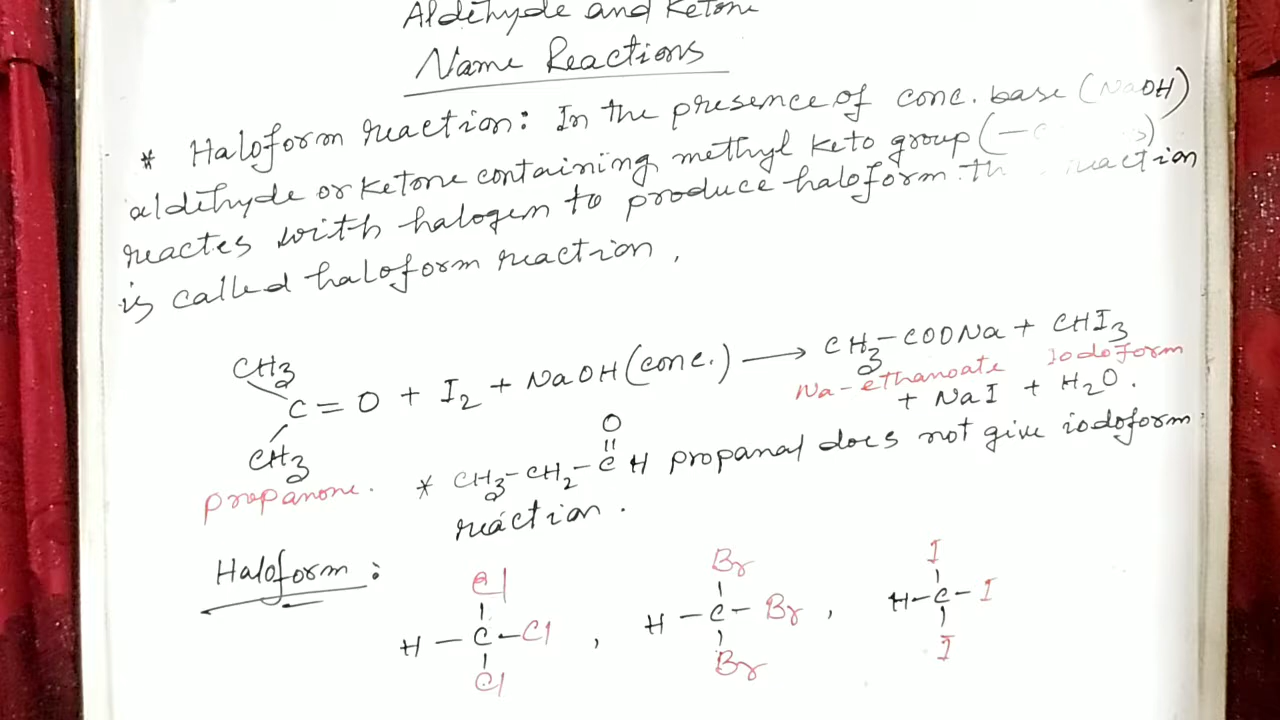 Aldehyde and Ketone
Name Reactions
* Haloform reaction: In the presence of conc. base (NaOH)
aldehyde or Ketone containing methyl keto group (-C
reactes with halogen to produce haloform. Th reaction
is called haloform reaction.
CH3
C = O + I2 + NaOH (conc.) ⟶ CH3-COONa + CHI3
Na-ethanoate Iodoform
+ NaI + H2O.
CH3
propanone.
O
||
* CH3-CH2-C H propanal does not give iodoform
reaction.
Haloform:
Cl
H - C - Cl ,
Cl
Br
H - C - Br ,
Br
I
H - C - I
I